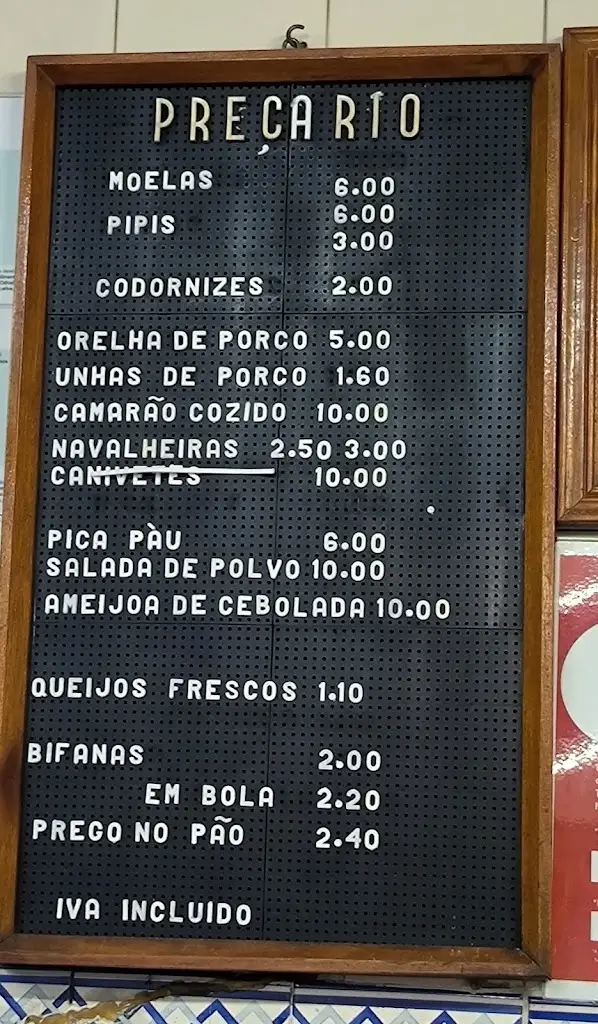 PREÇARIO
MOELAS 6.00
PIPIS 6.00
3.00
CODORNIZES 2.00
ORELHA DE PORCO 5.00
UNHAS DE PORCO 1.60
CAMARÃO COZIDO 10.00
NAVALHEIRAS 2.50 3.00
CANIVETES 10.00
PICA PÀU 6.00
SALADA DE POLVO 10.00
AMEIJOA DE CEBOLADA 10.00
QUEIJOS FRESCOS 1.10
BIFANAS 2.00
EM BOLA 2.20
PREGO NO PÃO 2.40
IVA INCLUIDO